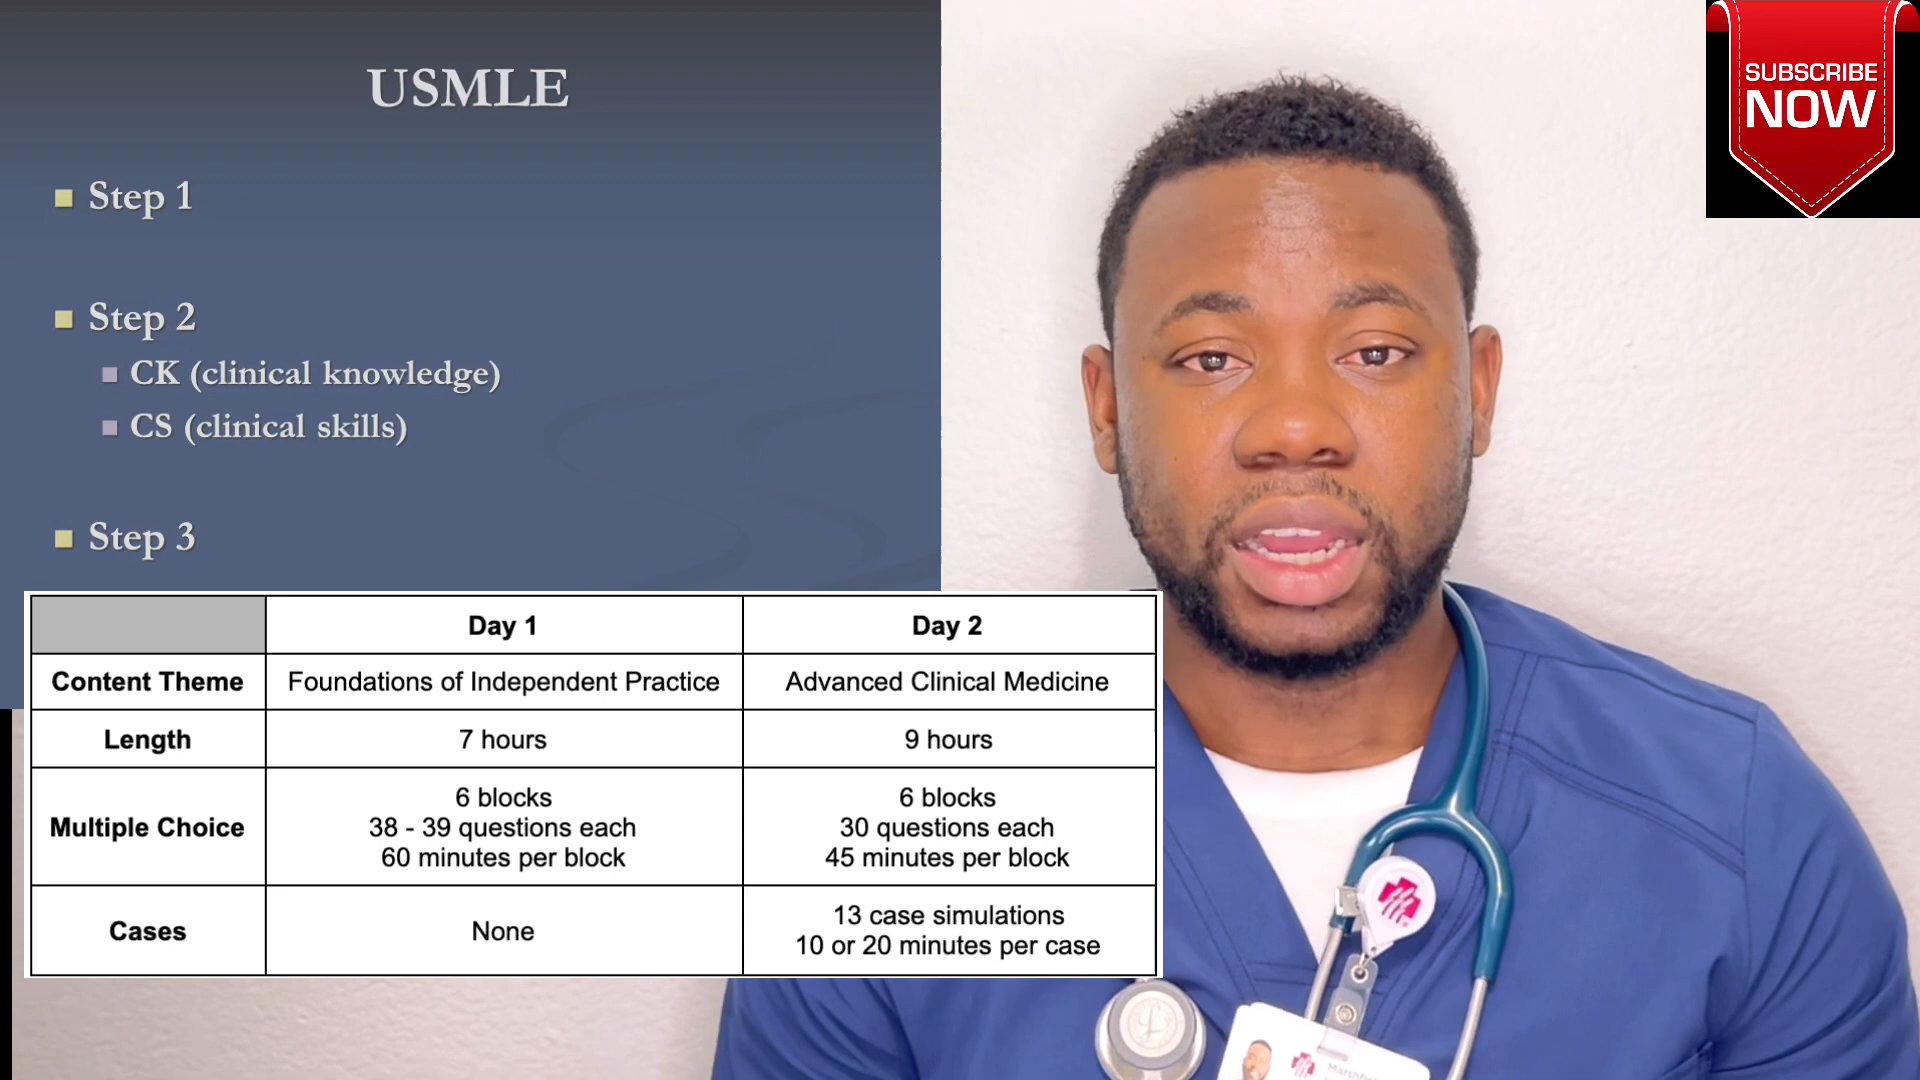 USMLE
Step 1
Step 2
CK (clinical knowledge)
CS (clinical skills)
Step 3
SUBSCRIBE
NOW
Day 1
Day 2
Content Theme
Foundations of Independent Practice
Advanced Clinical Medicine
Length
7 hours
9 hours
Multiple Choice
6 blocks
38 - 39 questions each
60 minutes per block
6 blocks
30 questions each
45 minutes per block
Cases
None
13 case simulations
10 or 20 minutes per case